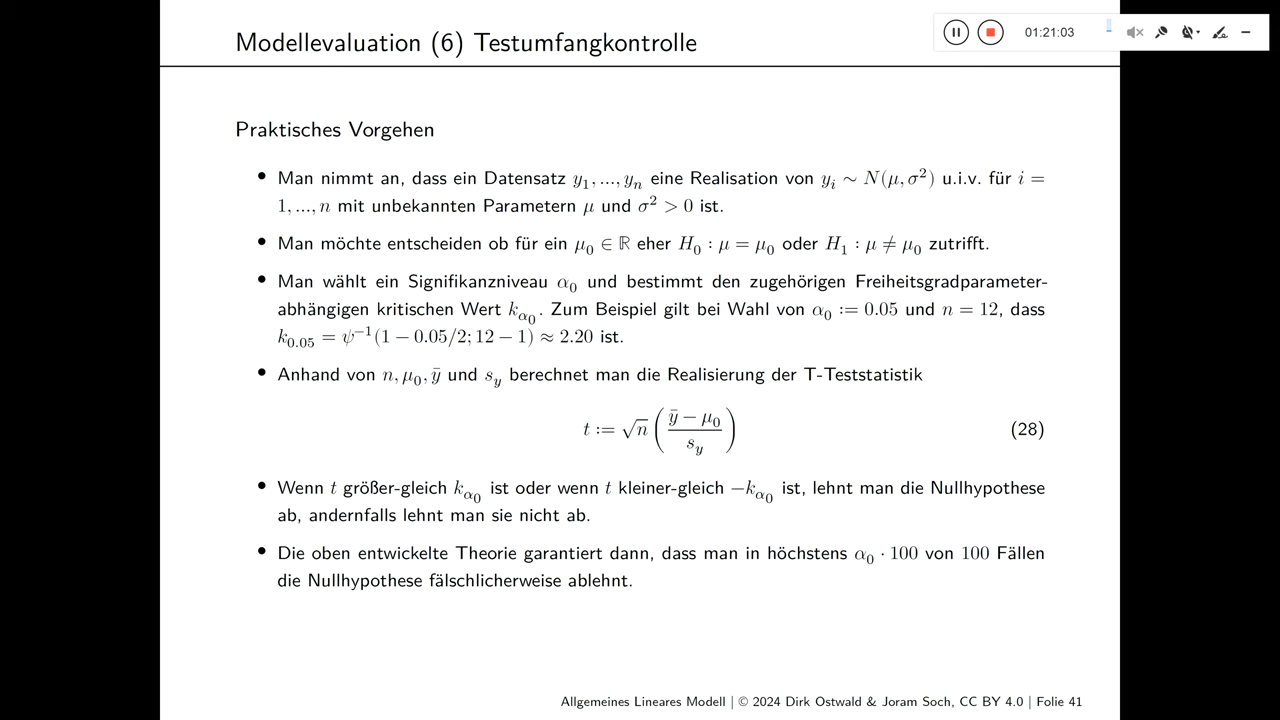 Modellevaluation (6) Testumfangkontrolle
01:21:03
Praktisches Vorgehen
• Man nimmt an, dass ein Datensatz y₁, ..., yₙ eine Realisation von yᵢ ∼ N(μ, σ²) u.i.v. für i =
1, ..., n mit unbekannten Parametern μ und σ² > 0 ist.
• Man möchte entscheiden ob für ein μ₀ ∈ ℝ eher H₀ : μ = μ₀ oder H₁ : μ ≠ μ₀ zutrifft.
• Man wählt ein Signifikanzniveau α₀ und bestimmt den zugehörigen Freiheitsgradparameter-
abhängigen kritischen Wert k_α₀. Zum Beispiel gilt bei Wahl von α₀ := 0.05 und n = 12, dass
k₀.₀₅ = ψ⁻¹(1 − 0.05/2; 12 − 1) ≈ 2.20 ist.
• Anhand von n, μ₀, ȳ und s_y berechnet man die Realisierung der T-Teststatistik
t := √n ((ȳ − μ₀) / s_y) (28)
• Wenn t größer-gleich k_α₀ ist oder wenn t kleiner-gleich −k_α₀ ist, lehnt man die Nullhypothese
ab, andernfalls lehnt man sie nicht ab.
• Die oben entwickelte Theorie garantiert dann, dass man in höchstens α₀ · 100 von 100 Fällen
die Nullhypothese fälschlicherweise ablehnt.
Allgemeines Lineares Modell | © 2024 Dirk Ostwald & Joram Soch, CC BY 4.0 | Folie 41